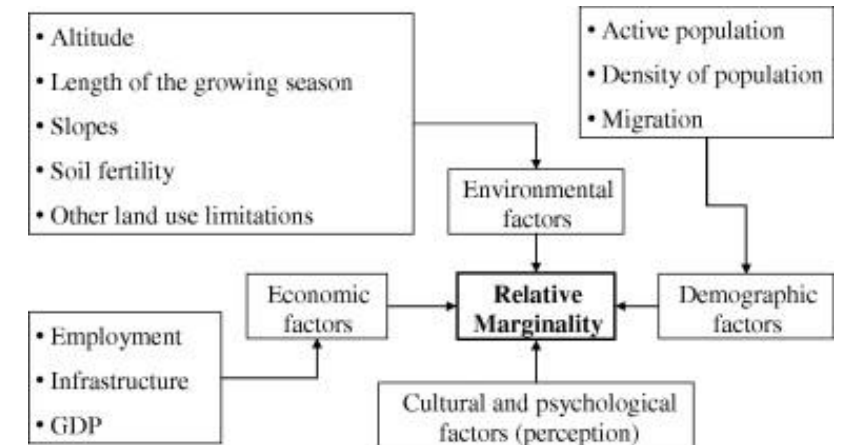 • Altitude
• Length of the growing season
• Slopes
• Soil fertility
• Other land use limitations
• Active population
• Density of population
• Migration
Environmental
factors
Economic
factors
Relative
Marginality
Demographic
factors
• Employment
• Infrastructure
• GDP
Cultural and psychological
factors (perception)